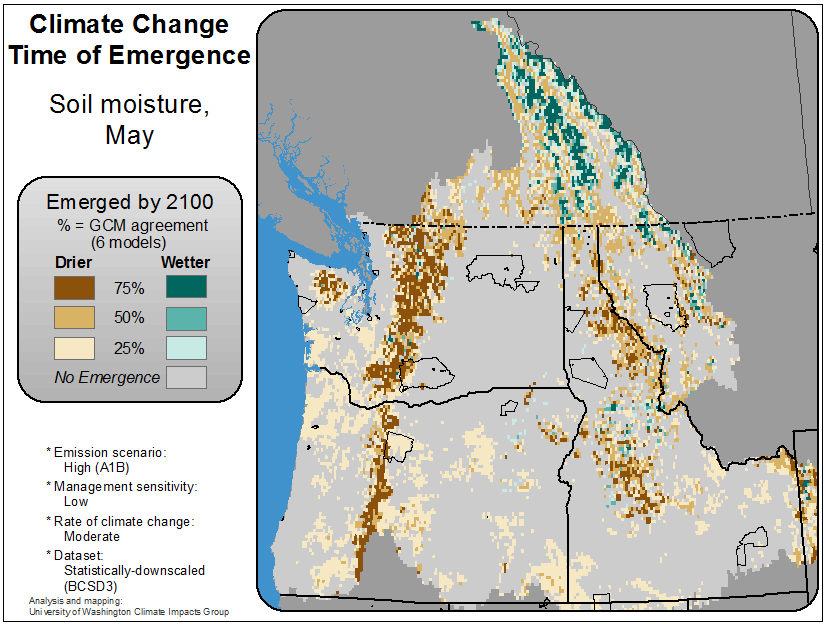 Climate Change
Time of Emergence
Soil moisture,
May
Emerged by 2100
% = GCM agreement
(6 models)
Drier Wetter
75%
50%
25%
No Emergence
* Emission scenario:
High (A1B)
* Management sensitivity:
Low
* Rate of climate change:
Moderate
* Dataset:
Statistically-downscaled
(BCSD3)
Analysis and mapping:
University of Washington Climate Impacts Group